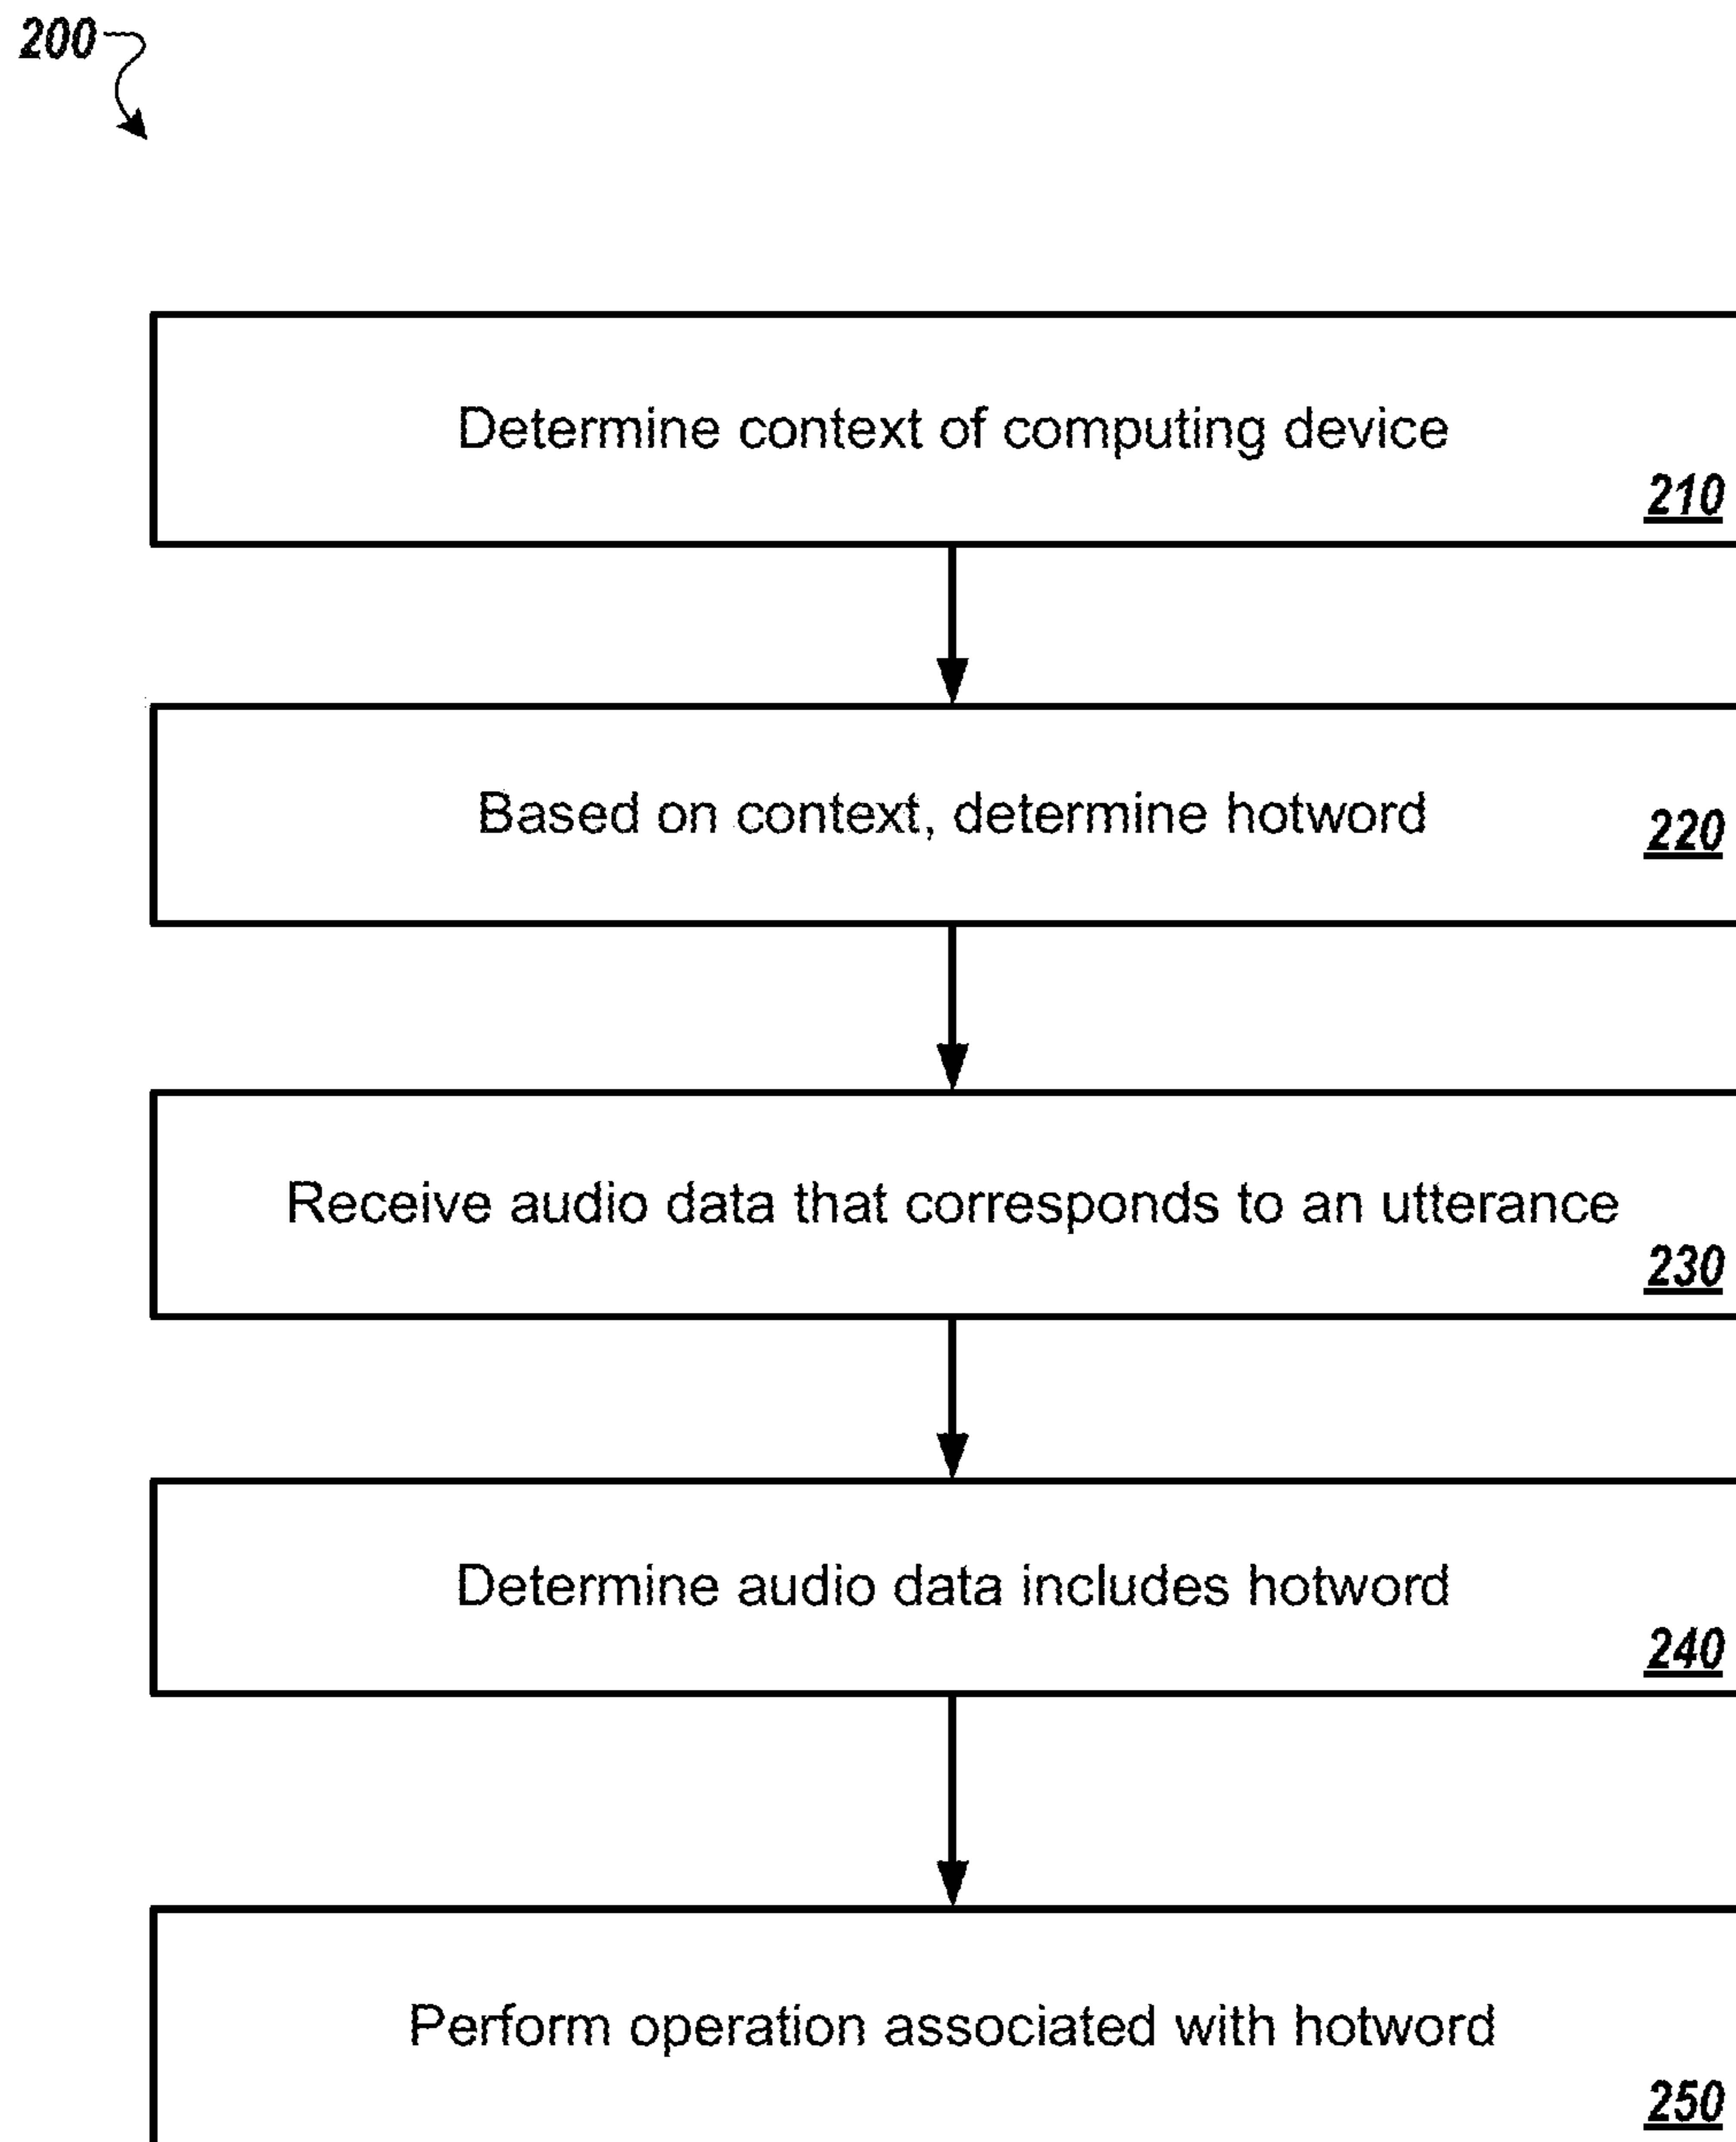 200
Determine context of computing device
210
Based on context, determine hotword
220
Receive audio data that corresponds to an utterance
230
Determine audio data includes hotword
240
Perform operation associated with hotword
250